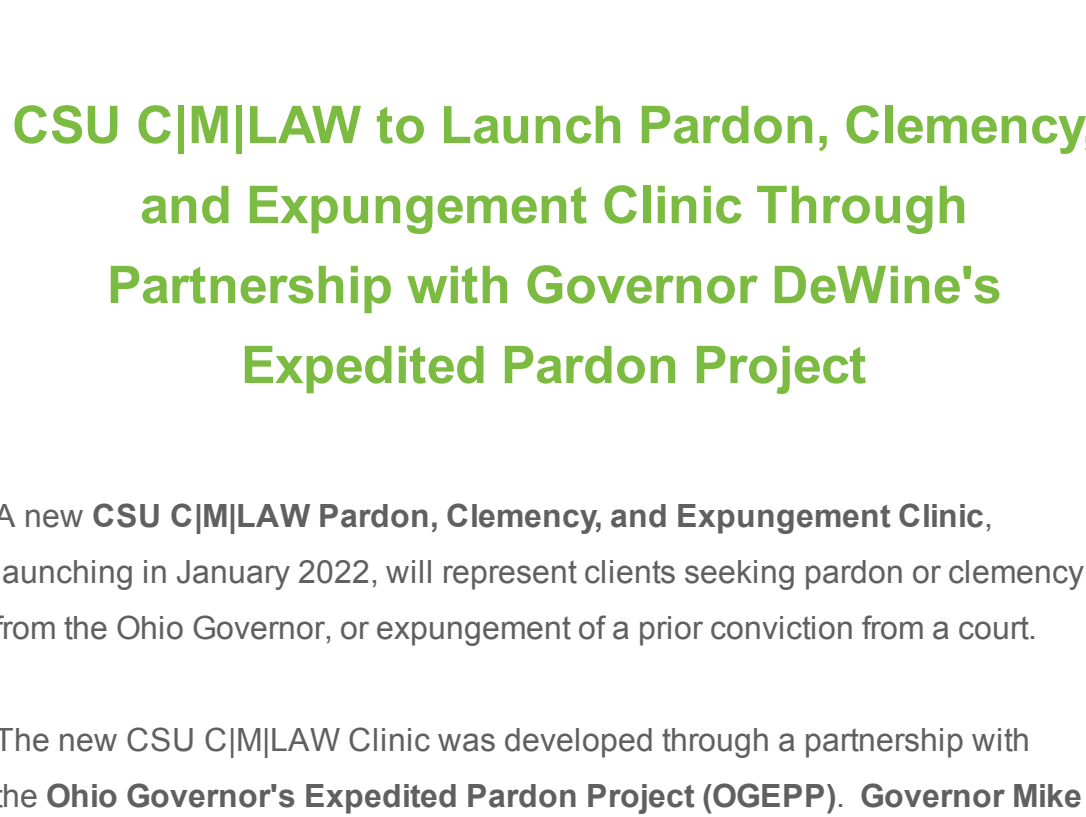 CSU C|M|LAW to Launch Pardon, Clemency,
and Expungement Clinic Through
Partnership with Governor DeWine's
Expedited Pardon Project
A new CSU C|M|LAW Pardon, Clemency, and Expungement Clinic,
launching in January 2022, will represent clients seeking pardon or clemency
from the Ohio Governor, or expungement of a prior conviction from a court.
The new CSU C|M|LAW Clinic was developed through a partnership with
the Ohio Governor's Expedited Pardon Project (OGEPP).  Governor Mike